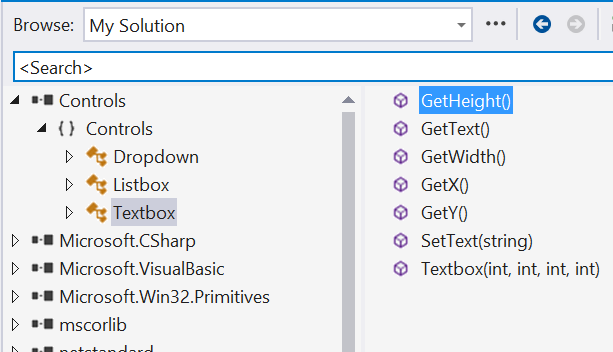 Browse: My Solution
<Search>
Controls
Controls
Dropdown
Listbox
Textbox
Microsoft.CSharp
Microsoft.VisualBasic
Microsoft.Win32.Primitives
mscorlib
netstandard
GetHeight()
GetText()
GetWidth()
GetX()
GetY()
SetText(string)
Textbox(int, int, int, int)